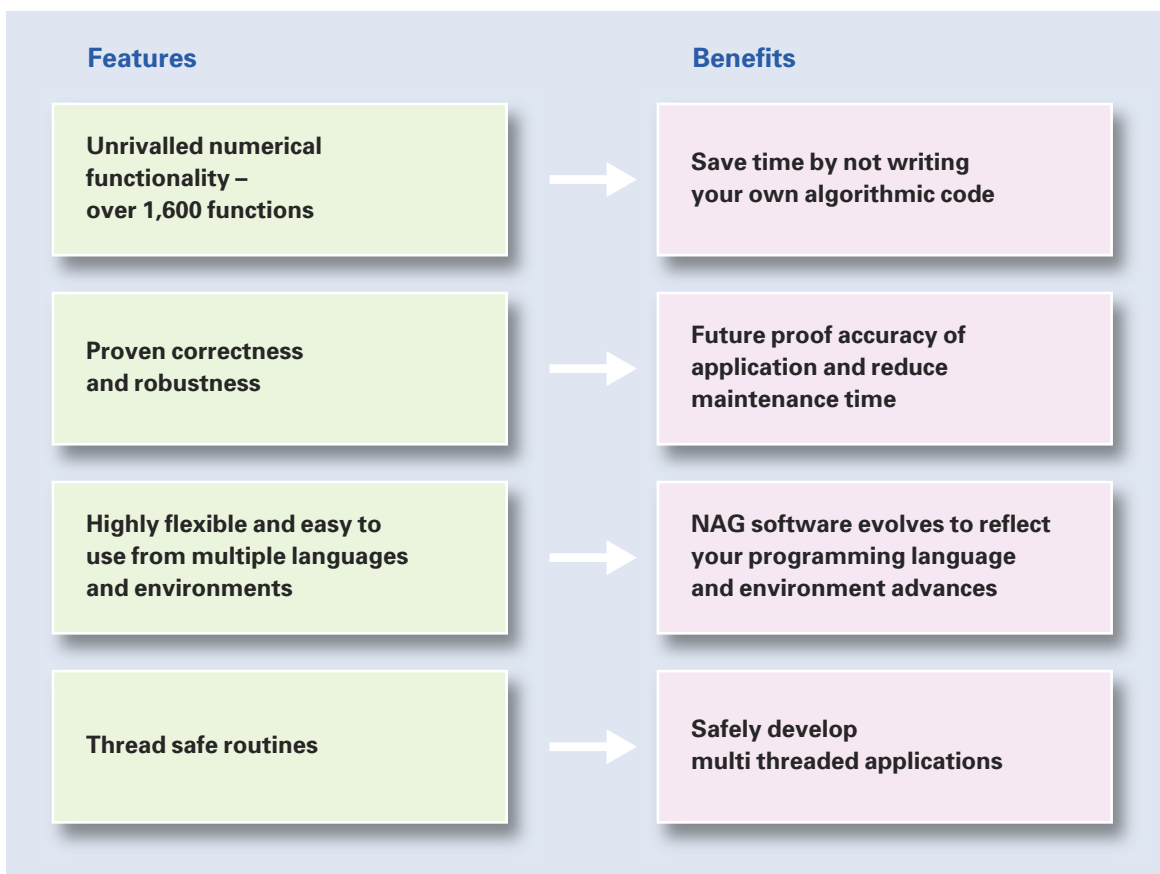 Features
Benefits
Unrivalled numerical
functionality –
over 1,600 functions
Save time by not writing
your own algorithmic code
Proven correctness
and robustness
Future proof accuracy of
application and reduce
maintenance time
Highly flexible and easy to
use from multiple languages
and environments
NAG software evolves to reflect
your programming language
and environment advances
Thread safe routines
Safely develop
multi threaded applications